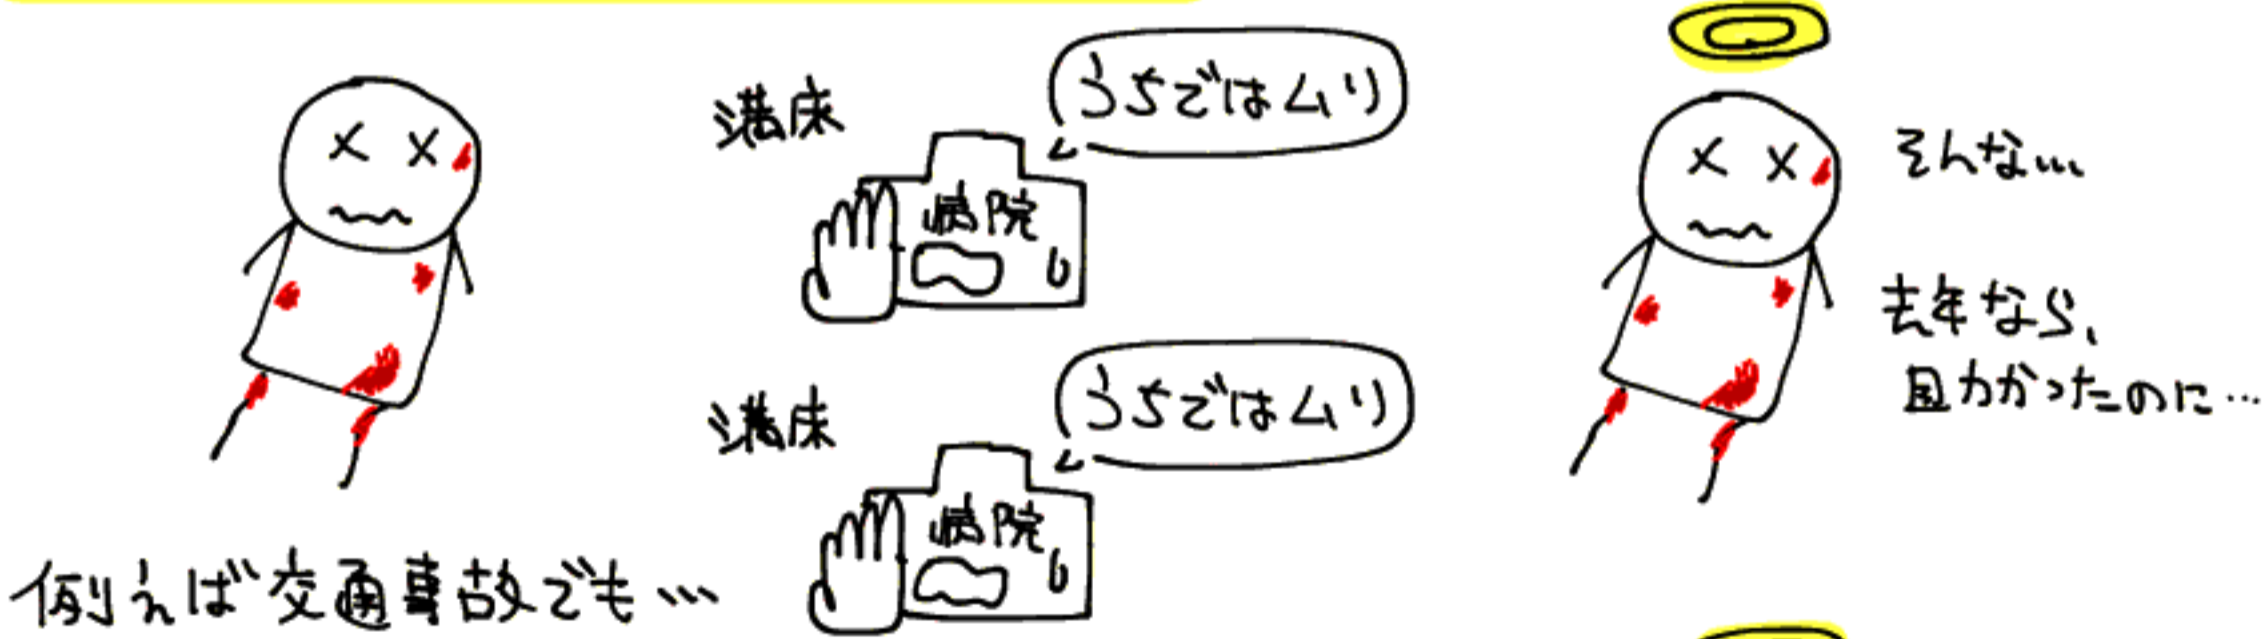 例えば交通事故でも…
満床
うちではムリ
病院
満床
うちではムリ
病院
そんな…
去年なら、
助かったのに…